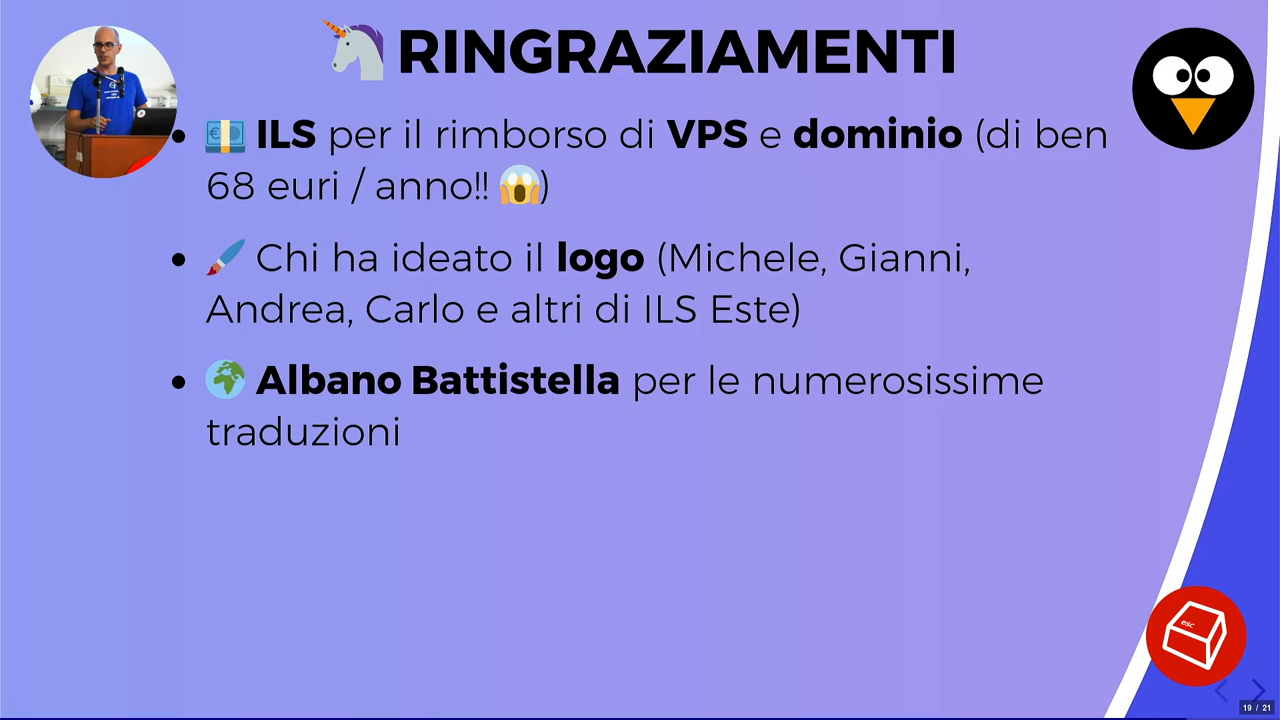 RINGRAZIAMENTI
ILS per il rimborso di VPS e dominio (di ben
68 euri / anno!! )
Chi ha ideato il logo (Michele, Gianni,
Andrea, Carlo e altri di ILS Este)
Albano Battistella per le numerosissime
traduzioni
esc
19 / 21